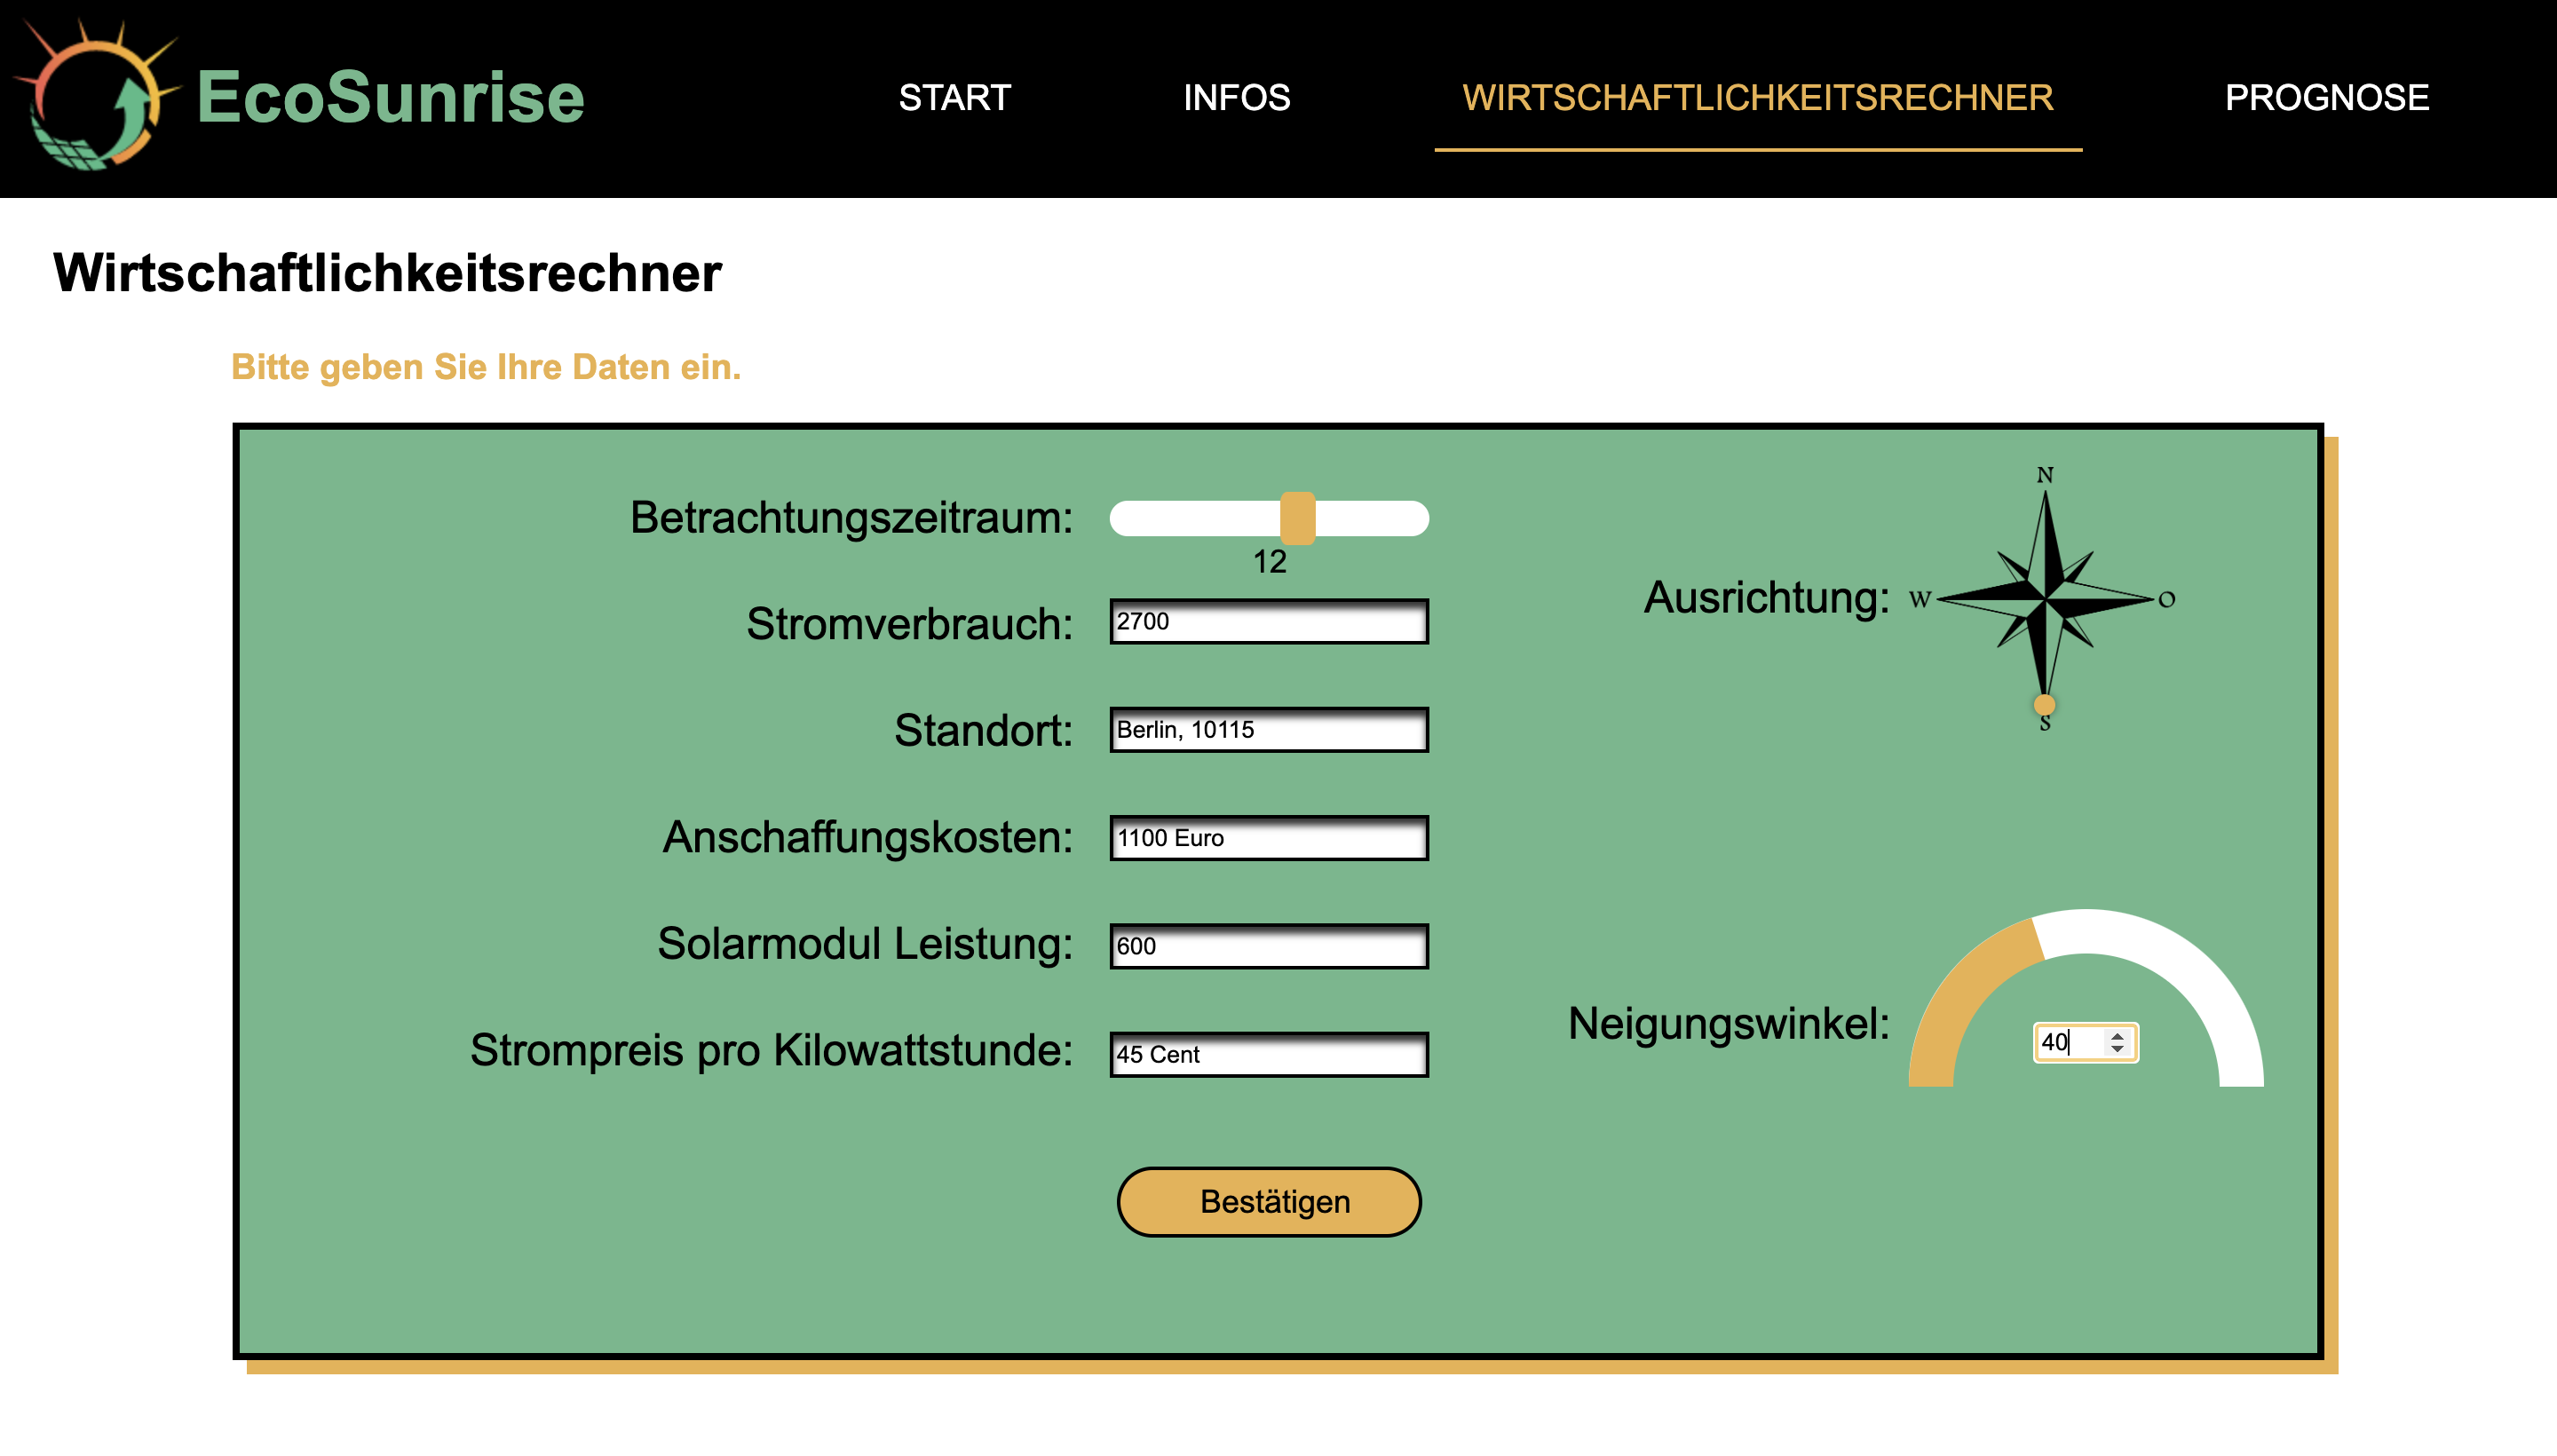 EcoSunrise
START
INFOS
WIRTSCHAFTLICHKEITSRECHNER
PROGNOSE
Wirtschaftlichkeitsrechner
Bitte geben Sie Ihre Daten ein.
Betrachtungszeitraum:
12
Stromverbrauch:
2700
Standort:
Berlin, 10115
Anschaffungskosten:
1100 Euro
Solarmodul Leistung:
600
Strompreis pro Kilowattstunde:
45 Cent
Bestätigen
Ausrichtung:
N
W
O
S
Neigungswinkel:
40